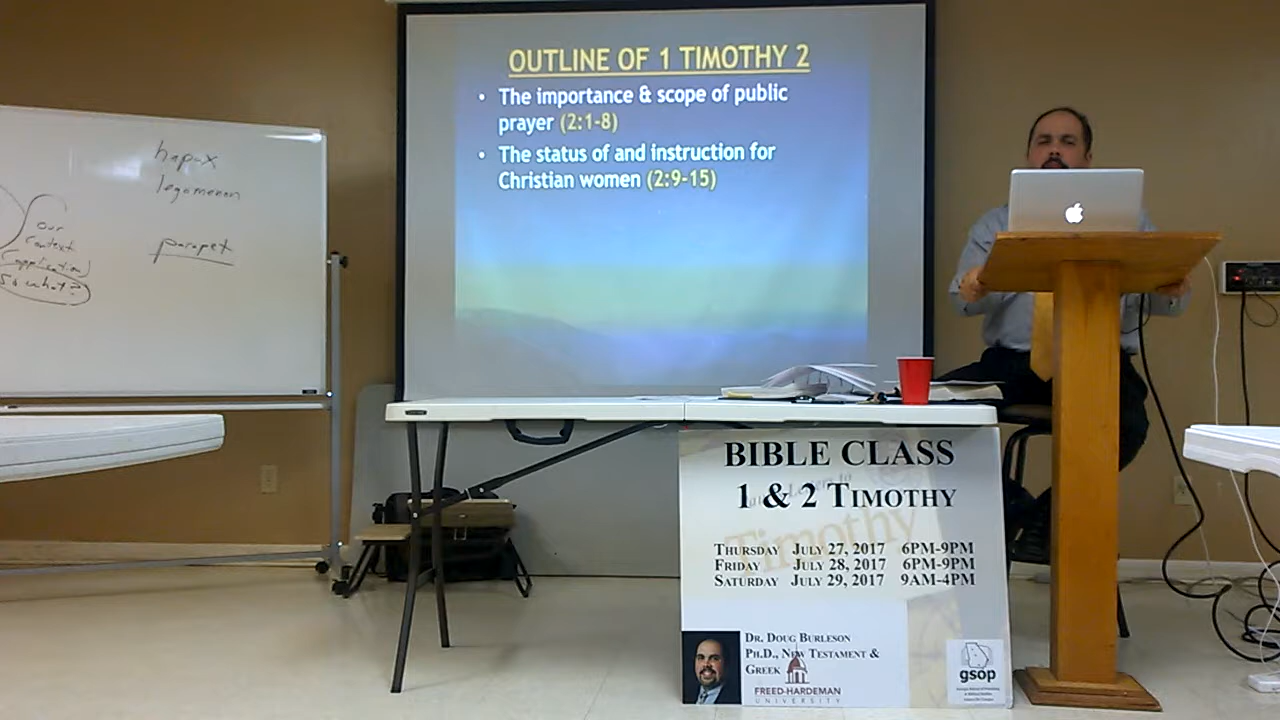 hapax
legomenon
parapet
our
context
(application)
So what?
OUTLINE OF 1 TIMOTHY 2
• The importance & scope of public
prayer (2:1-8)
• The status of and instruction for
Christian women (2:9-15)
BIBLE CLASS
1 & 2 TIMOTHY
Timothy
THURSDAY JULY 27, 2017 6PM-9PM
FRIDAY JULY 28, 2017 6PM-9PM
SATURDAY JULY 29, 2017 9AM-4PM
DR. DOUG BURLESON
PH.D., NEW TESTAMENT &
GREEK
FREED-HARDEMAN
UNIVERSITY
gsop